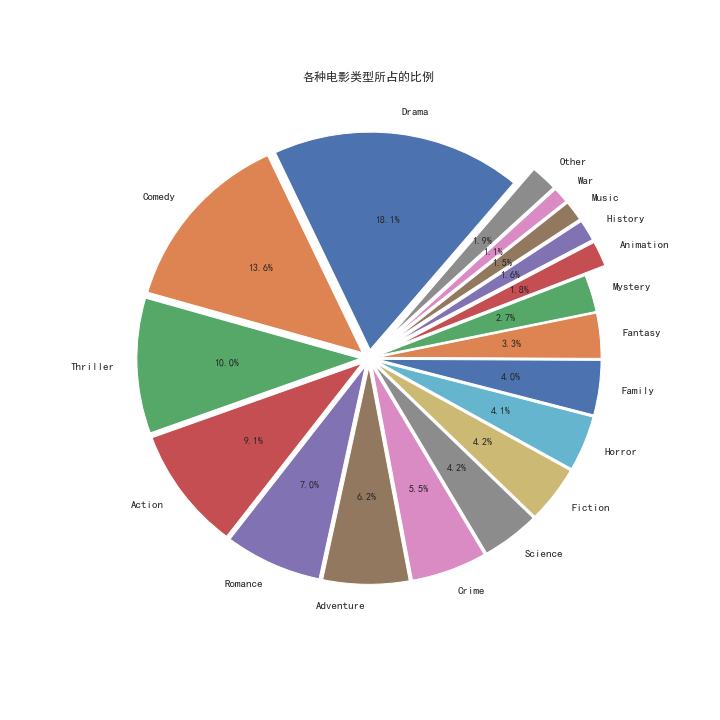 各种电影类型所占的比例
Drama
18.1%
Comedy
13.6%
Thriller
10.0%
Action
9.1%
Romance
7.0%
Adventure
6.2%
Crime
5.5%
Science
4.2%
Fiction
4.2%
Horror
4.1%
Family
4.0%
Fantasy
3.3%
Mystery
2.7%
Animation
1.8%
History
1.6%
Music
1.5%
War
1.1%
Other
1.9%